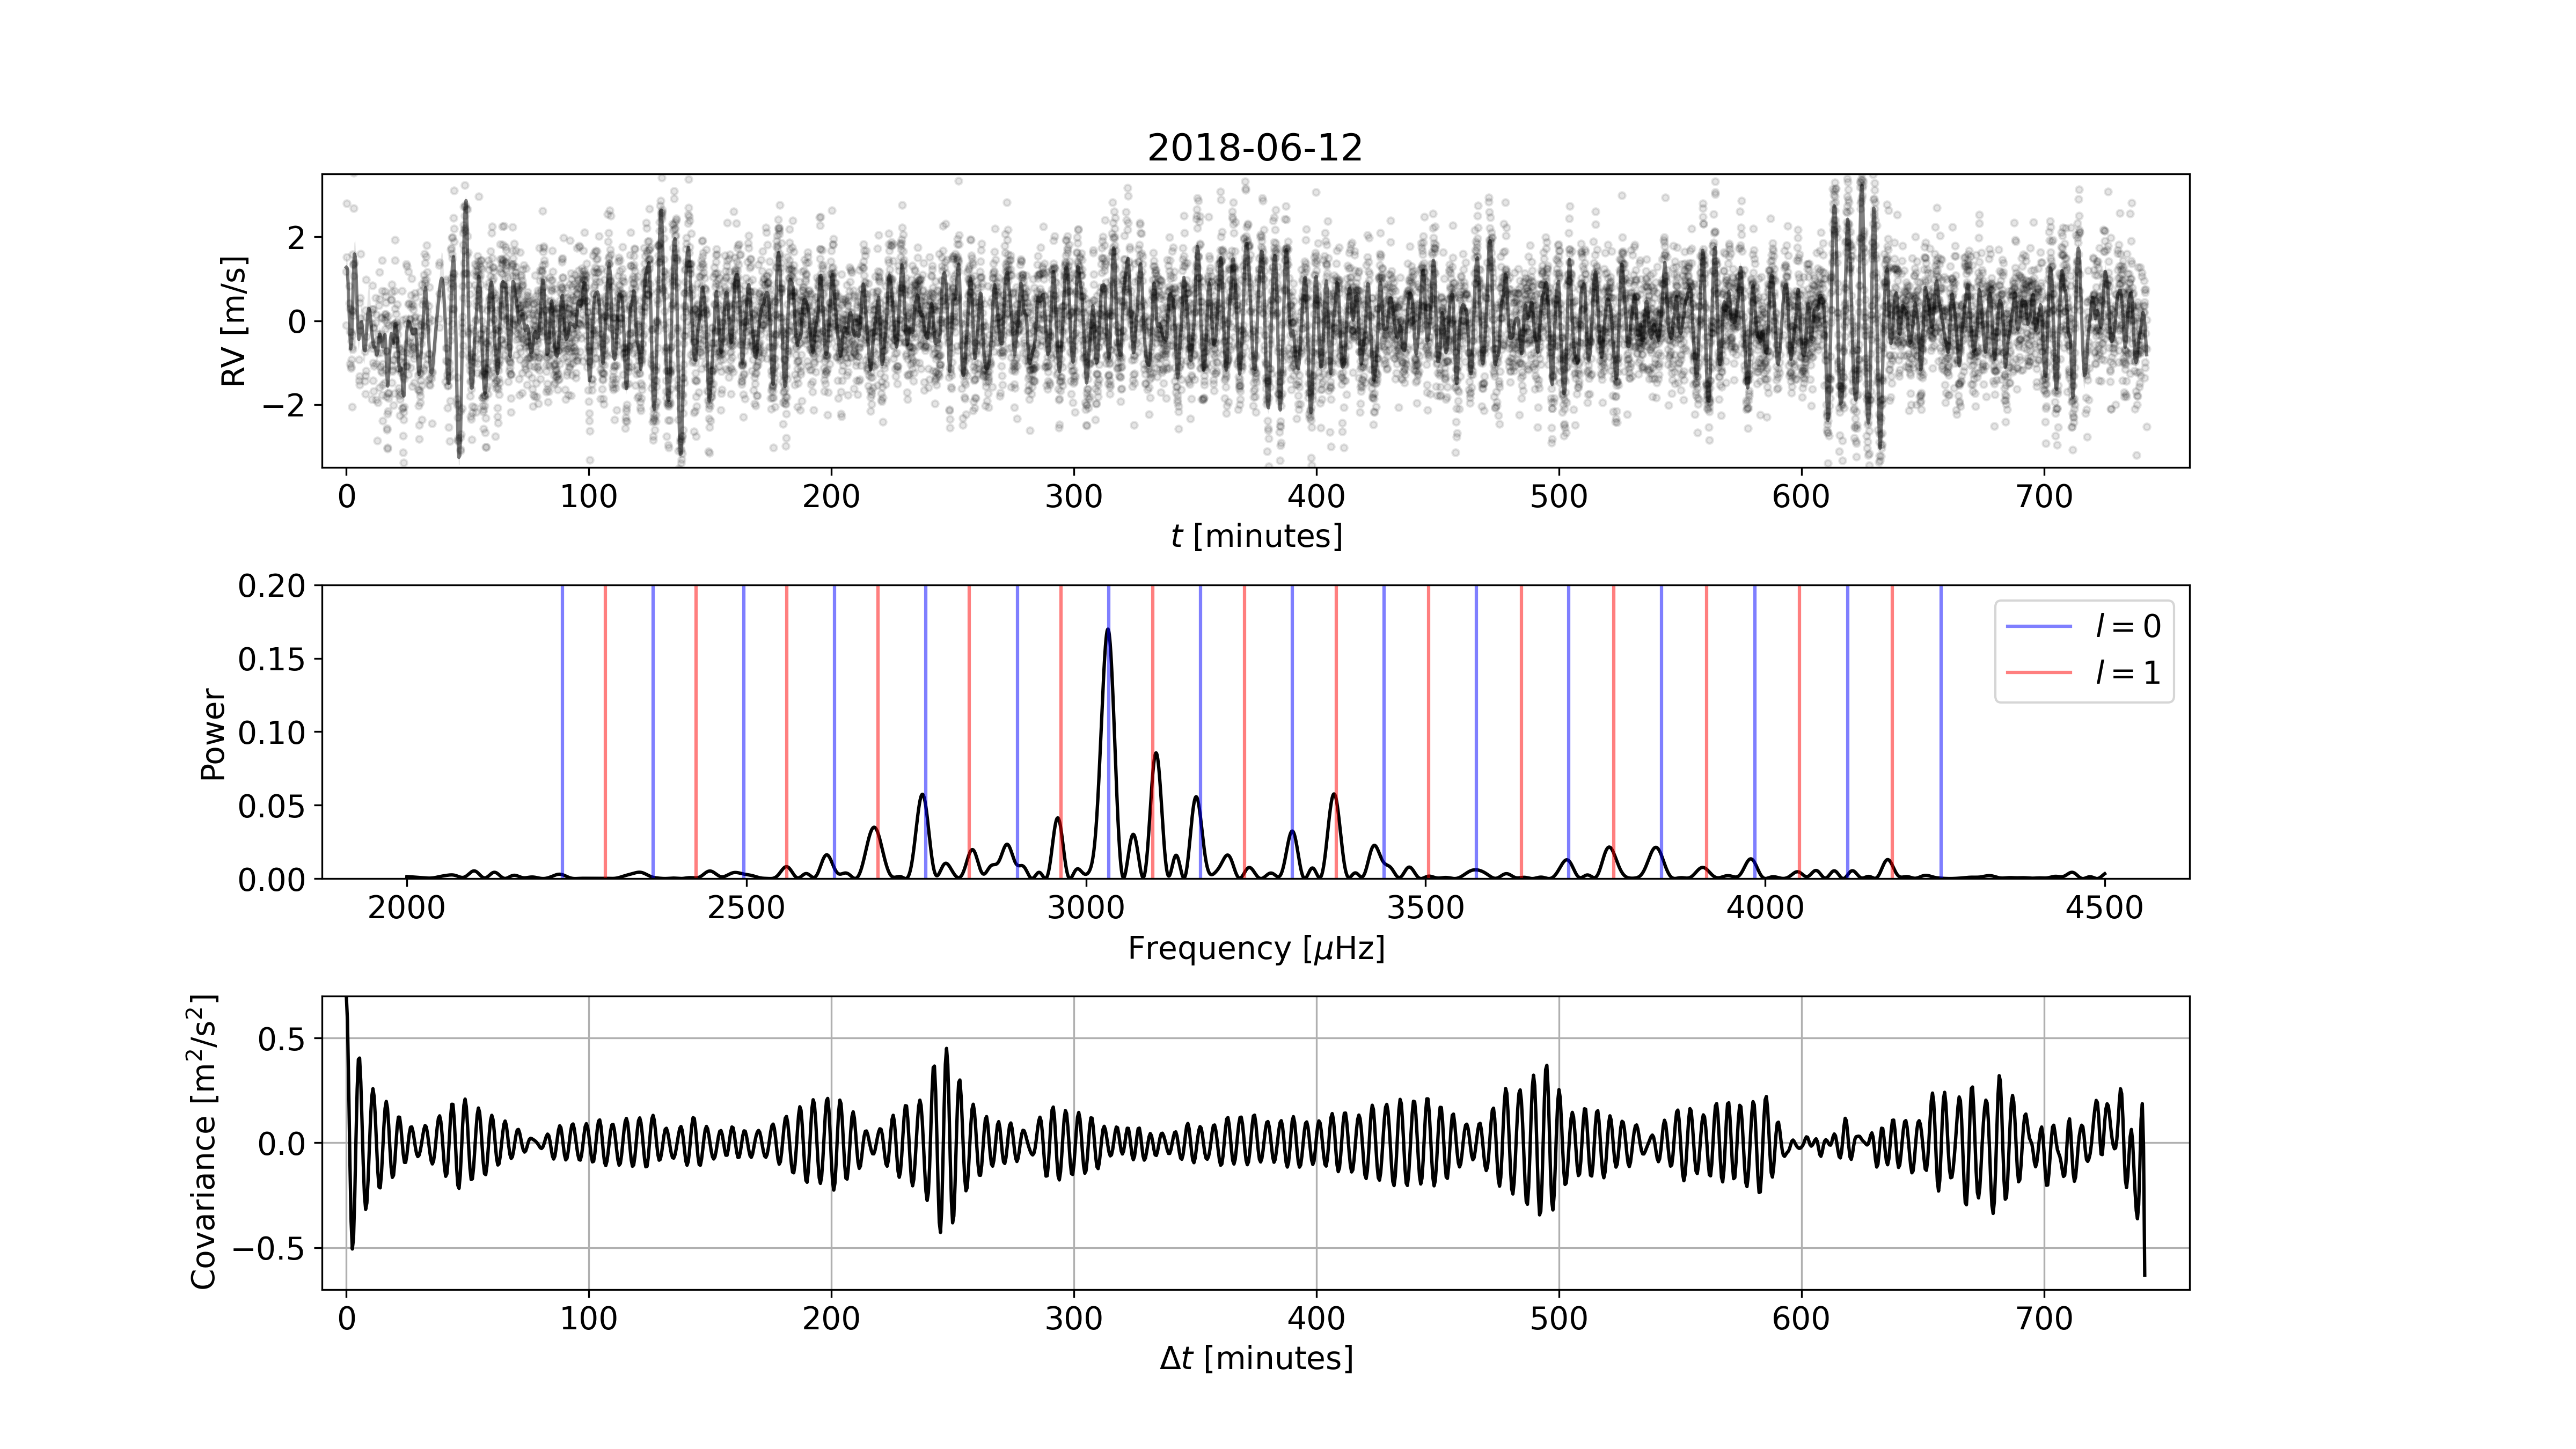 2018-06-12
RV [m/s]
2
0
−2
0 100 200 300 400 500 600 700
t [minutes]
Power
0.20
0.15
0.10
0.05
0.00
l = 0
l = 1
2000 2500 3000 3500 4000 4500
Frequency [μHz]
Covariance [m²/s²]
0.5
0.0
−0.5
0 100 200 300 400 500 600 700
Δt [minutes]